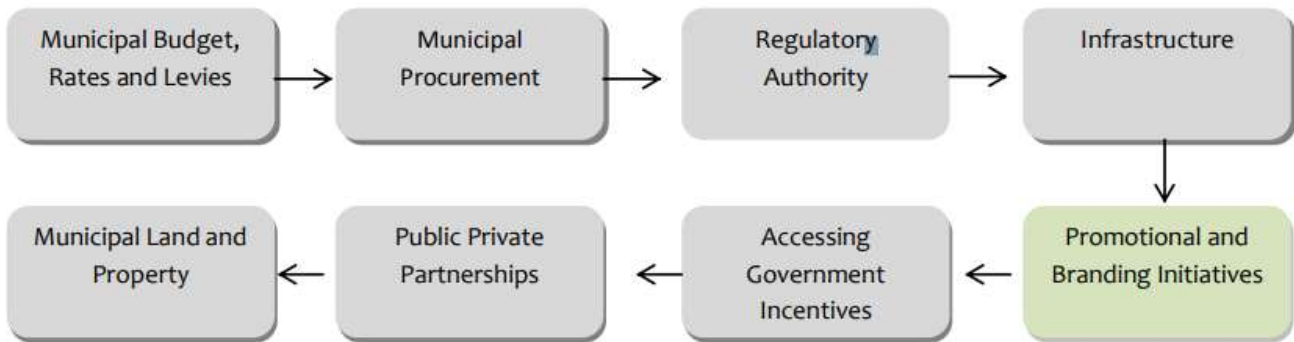 Municipal Budget,
Rates and Levies
Municipal
Procurement
Regulatory
Authority
Infrastructure
Municipal Land and
Property
Public Private
Partnerships
Accessing
Government
Incentives
Promotional and
Branding Initiatives